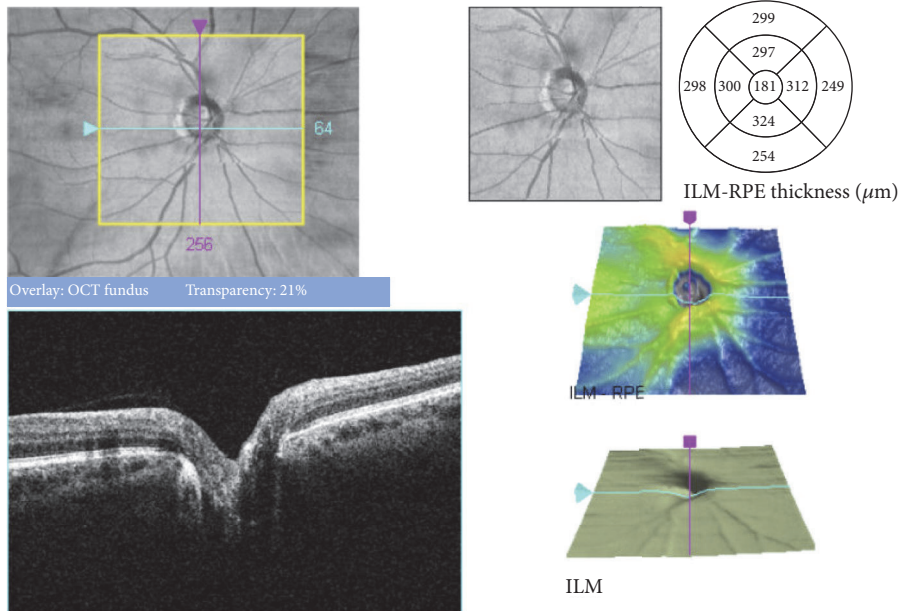 64
256
Overlay: OCT fundus Transparency: 21%
299
297
298 300 181 312 249
324
254
ILM-RPE thickness (μm)
ILM - RPE
ILM